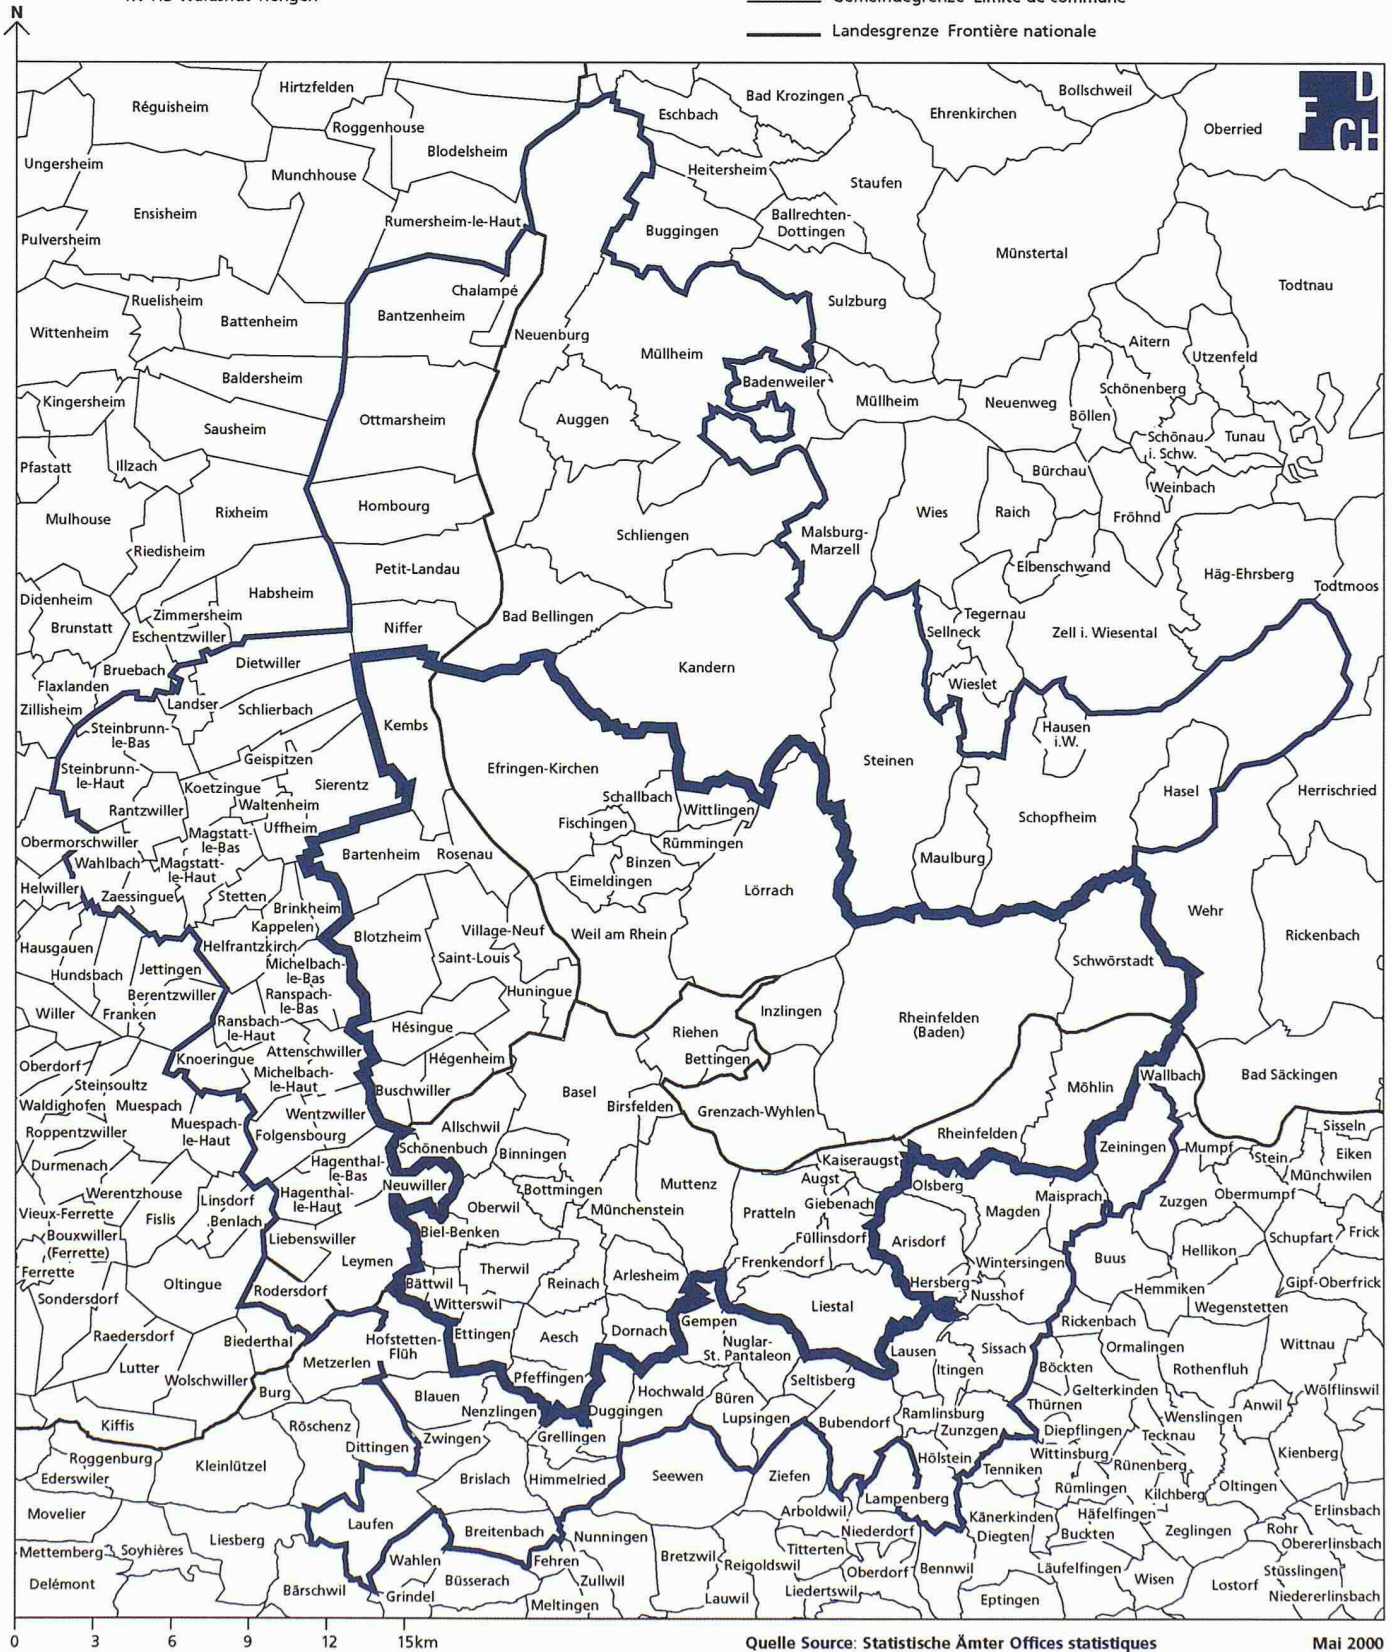 Landesgrenze Frontière nationale
N
D
F
CH
Hirtzfelden
Réguisheim
Roggenhouse
Blodelsheim
Ungersheim
Munchhouse
Ensisheim
Rumersheim-le-Haut
Pulversheim
Eschbach
Bad Krozingen
Ehrenkirchen
Bollschweil
Oberried
Heitersheim
Staufen
Ballrechten-
Dottingen
Buggingen
Münstertal
Todtnau
Chalampé
Ruelisheim
Battenheim
Bantzenheim
Wittenheim
Neuenburg
Müllheim
Sulzburg
Aitern
Utzenfeld
Baldersheim
Badenweiler
Schönenberg
Kingersheim
Müllheim
Neuenweg
Böllen
Sausheim
Ottmarsheim
Auggen
Schönau
i. Schw.
Tunau
Pfastatt
Illzach
Bürchau
Weinbach
Mulhouse
Rixheim
Hombourg
Schliengen
Malsburg-
Marzell
Wies
Raich
Fröhnd
Riedisheim
Petit-Landau
Elbenschwand
Häg-Ehrsberg
Todtmoos
Didenheim
Habsheim
Zimmersheim
Brunstatt
Eschentzwiller
Niffer
Bad Bellingen
Tegernau
Sellneck
Zell i. Wiesental
Bruebach
Dietwiller
Kandern
Wieslet
Flaxlanden
Zillisheim
Landser
Schlierbach
Kembs
Steinbrunn-
le-Bas
Hausen
i.W.
Geispitzen
Steinen
Steinbrunn-
le-Haut
Koetzingue
Sierentz
Efringen-Kirchen
Schallbach
Wittlingen
Hasel
Herrischried
Rantzwiller
Waltenheim
Uffheim
Fischingen
Schopfheim
Obermorschwiller
Magstatt-
le-Bas
Rümmingen
Wahlbach
Magstatt-
le-Haut
Bartenheim
Rosenau
Binzen
Maulburg
Helwiller
Eimeldingen
Lörrach
Zaessingue
Stetten
Brinkheim
Wehr
Kappelen
Blotzheim
Village-Neuf
Weil am Rhein
Rickenbach
Hausgauen
Helfrantzkirch
Saint-Louis
Schwörstadt
Hundsbach
Jettingen
Michelbach-
le-Bas
Berentzwiller
Ranspach-
le-Bas
Huningue
Willer
Franken
Inzlingen
Rheinfelden
(Baden)
Ransbach-
le-Haut
Hésingue
Riehen
Attenschwiller
Knoeringue
Hégenheim
Bettingen
Oberdorf
Michelbach-
le-Haut
Wallbach
Bad Säckingen
Steinsoultz
Buschwiller
Basel
Möhlin
Waldighofen
Muespach
Wentzwiller
Birsfelden
Grenzach-Wyhlen
Roppentzwiller
Muespach-
le-Haut
Folgensbourg
Allschwil
Rheinfelden
Sisseln
Schönenbuch
Binningen
Kaiseraugst
Zeiningen
Mumpf
Stein
Eiken
Durmenach
Hagenthal-
le-Bas
Neuwiller
Bottmingen
Muttenz
Augst
Olsberg
Münchwilen
Werentzhouse
Linsdorf
Hagenthal-
le-Haut
Oberwil
Münchenstein
Giebenach
Maisprach
Zuzgen
Obermumpf
Vieux-Ferrette
Fislis
Benlach
Pratteln
Magden
Bouxwiller
(Ferrette)
Liebenswiller
Biel-Benken
Füllinsdorf
Arisdorf
Hellikon
Schupfart
Frick
Ferrette
Leymen
Therwil
Frenkendorf
Wintersingen
Buus
Oltingue
Rodersdorf
Bättwil
Reinach
Arlesheim
Hersberg
Nusshof
Hemmiken
Gipf-Oberfrick
Sondersdorf
Witterswil
Liestal
Wegenstetten
Raedersdorf
Biederthal
Hofstetten-
Flüh
Ettingen
Aesch
Dornach
Gempen
Rickenbach
Nuglar-
St. Pantaleon
Lausen
Sissach
Ormalingen
Wittnau
Lutter
Metzerlen
Itingen
Böckten
Rothenfluh
Wolschwiller
Pfeffingen
Seltisberg
Burg
Blauen
Hochwald
Büren
Gelterkinden
Wölflinswil
Nenzlingen
Duggingen
Lupsingen
Bubendorf
Ramlinsburg
Thürnen
Anwil
Kiffis
Röschenz
Zunzgen
Diepflingen
Wenslingen
Dittingen
Zwingen
Grellingen
Tecknau
Roggenburg
Kleinlützel
Hölstein
Wittinsburg
Kienberg
Ederswiler
Brislach
Himmelried
Seewen
Ziefen
Tenniken
Rünenberg
Rümlingen
Kilchberg
Oltingen
Movelier
Lampenberg
Arboldwil
Känerkinden
Häfelfingen
Erlinsbach
Laufen
Breitenbach
Nunningen
Niederdorf
Diegten
Buckten
Zeglingen
Rohr
Liesberg
Obererlinsbach
Mettemberg
Soyhières
Titterten
Wahlen
Fehren
Bretzwil
Reigoldswil
Oberdorf
Bennwil
Läufelfingen
Stüsslingen
Delémont
Büsserach
Zullwil
Wisen
Lostorf
Bärschwil
Grindel
Meltingen
Lauwil
Liedertswil
Eptingen
Niedererlinsbach
0 3 6 9 12 15km
Quelle Source: Statistische Ämter Offices statistiques
Mai 2000